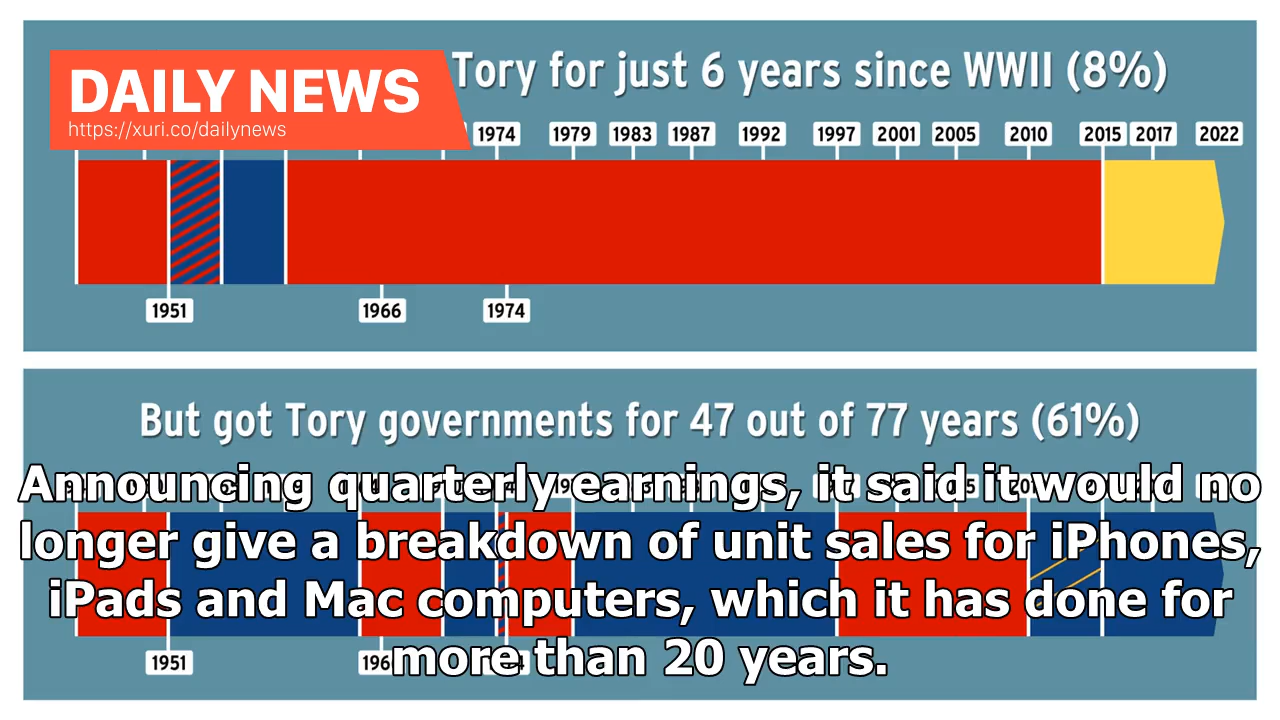 DAILY NEWS
https://xuri.co/dailynews
Tory for just 6 years since WWII (8%)
1974 1979 1983 1987 1992 1997 2001 2005 2010 2015 2017 2022
1951 1966 1974
But got Tory governments for 47 out of 77 years (61%)
Announcing quarterly earnings, it said it would no
longer give a breakdown of unit sales for iPhones,
iPads and Mac computers, which it has done for
more than 20 years.
1951